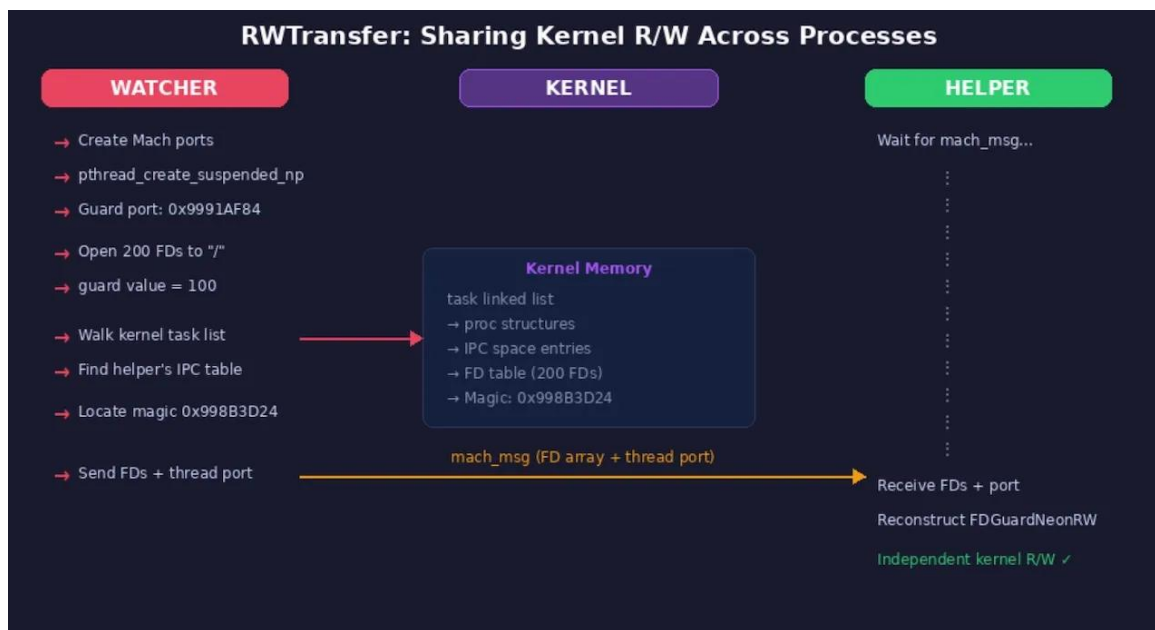 RWTransfer: Sharing Kernel R/W Across Processes
WATCHER
→ Create Mach ports
→ pthread_create_suspended_np
→ Guard port: 0x9991AF84
→ Open 200 FDs to "/"
→ guard value = 100
→ Walk kernel task list
→ Find helper's IPC table
→ Locate magic 0x998B3D24
→ Send FDs + thread port
KERNEL
Kernel Memory
task linked list
→ proc structures
→ IPC space entries
→ FD table (200 FDs)
→ Magic: 0x998B3D24
mach_msg (FD array + thread port)
HELPER
Wait for mach_msg...
Receive FDs + port
Reconstruct FDGuardNeonRW
Independent kernel R/W ✓